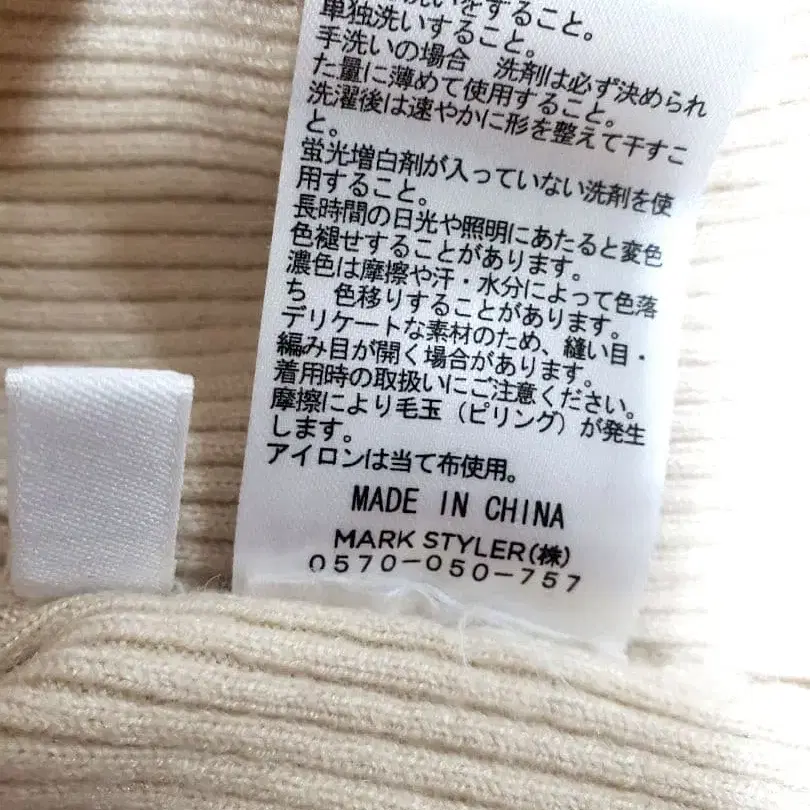 洗いをすること。
単独洗いすること。
手洗いの場合　洗剤は必ず決められ
た量に薄めて使用すること。
洗濯後は速やかに形を整えて干すこ
と。
蛍光増白剤が入っていない洗剤を使
用すること。
長時間の日光や照明にあたると変色
色褪せすることがあります。
濃色は摩擦や汗・水分によって色落
ち　色移りすることがあります。
デリケートな素材のため、縫い目・
編み目が開く場合があります。
着用時の取扱いにご注意ください。
摩擦により毛玉（ピリング）が発生
します。
アイロンは当て布使用。
MADE IN CHINA
MARK STYLER(株)
0570-050-757